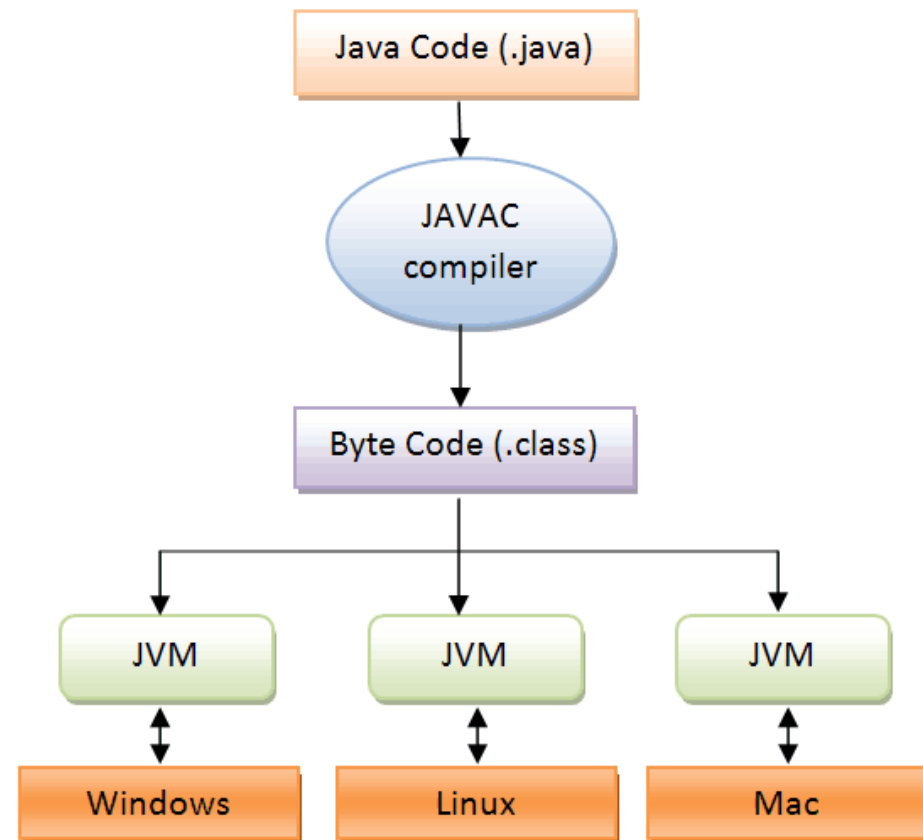 Java Code (.java)
JAVAC
compiler
Byte Code (.class)
JVM
JVM
JVM
Windows
Linux
Mac